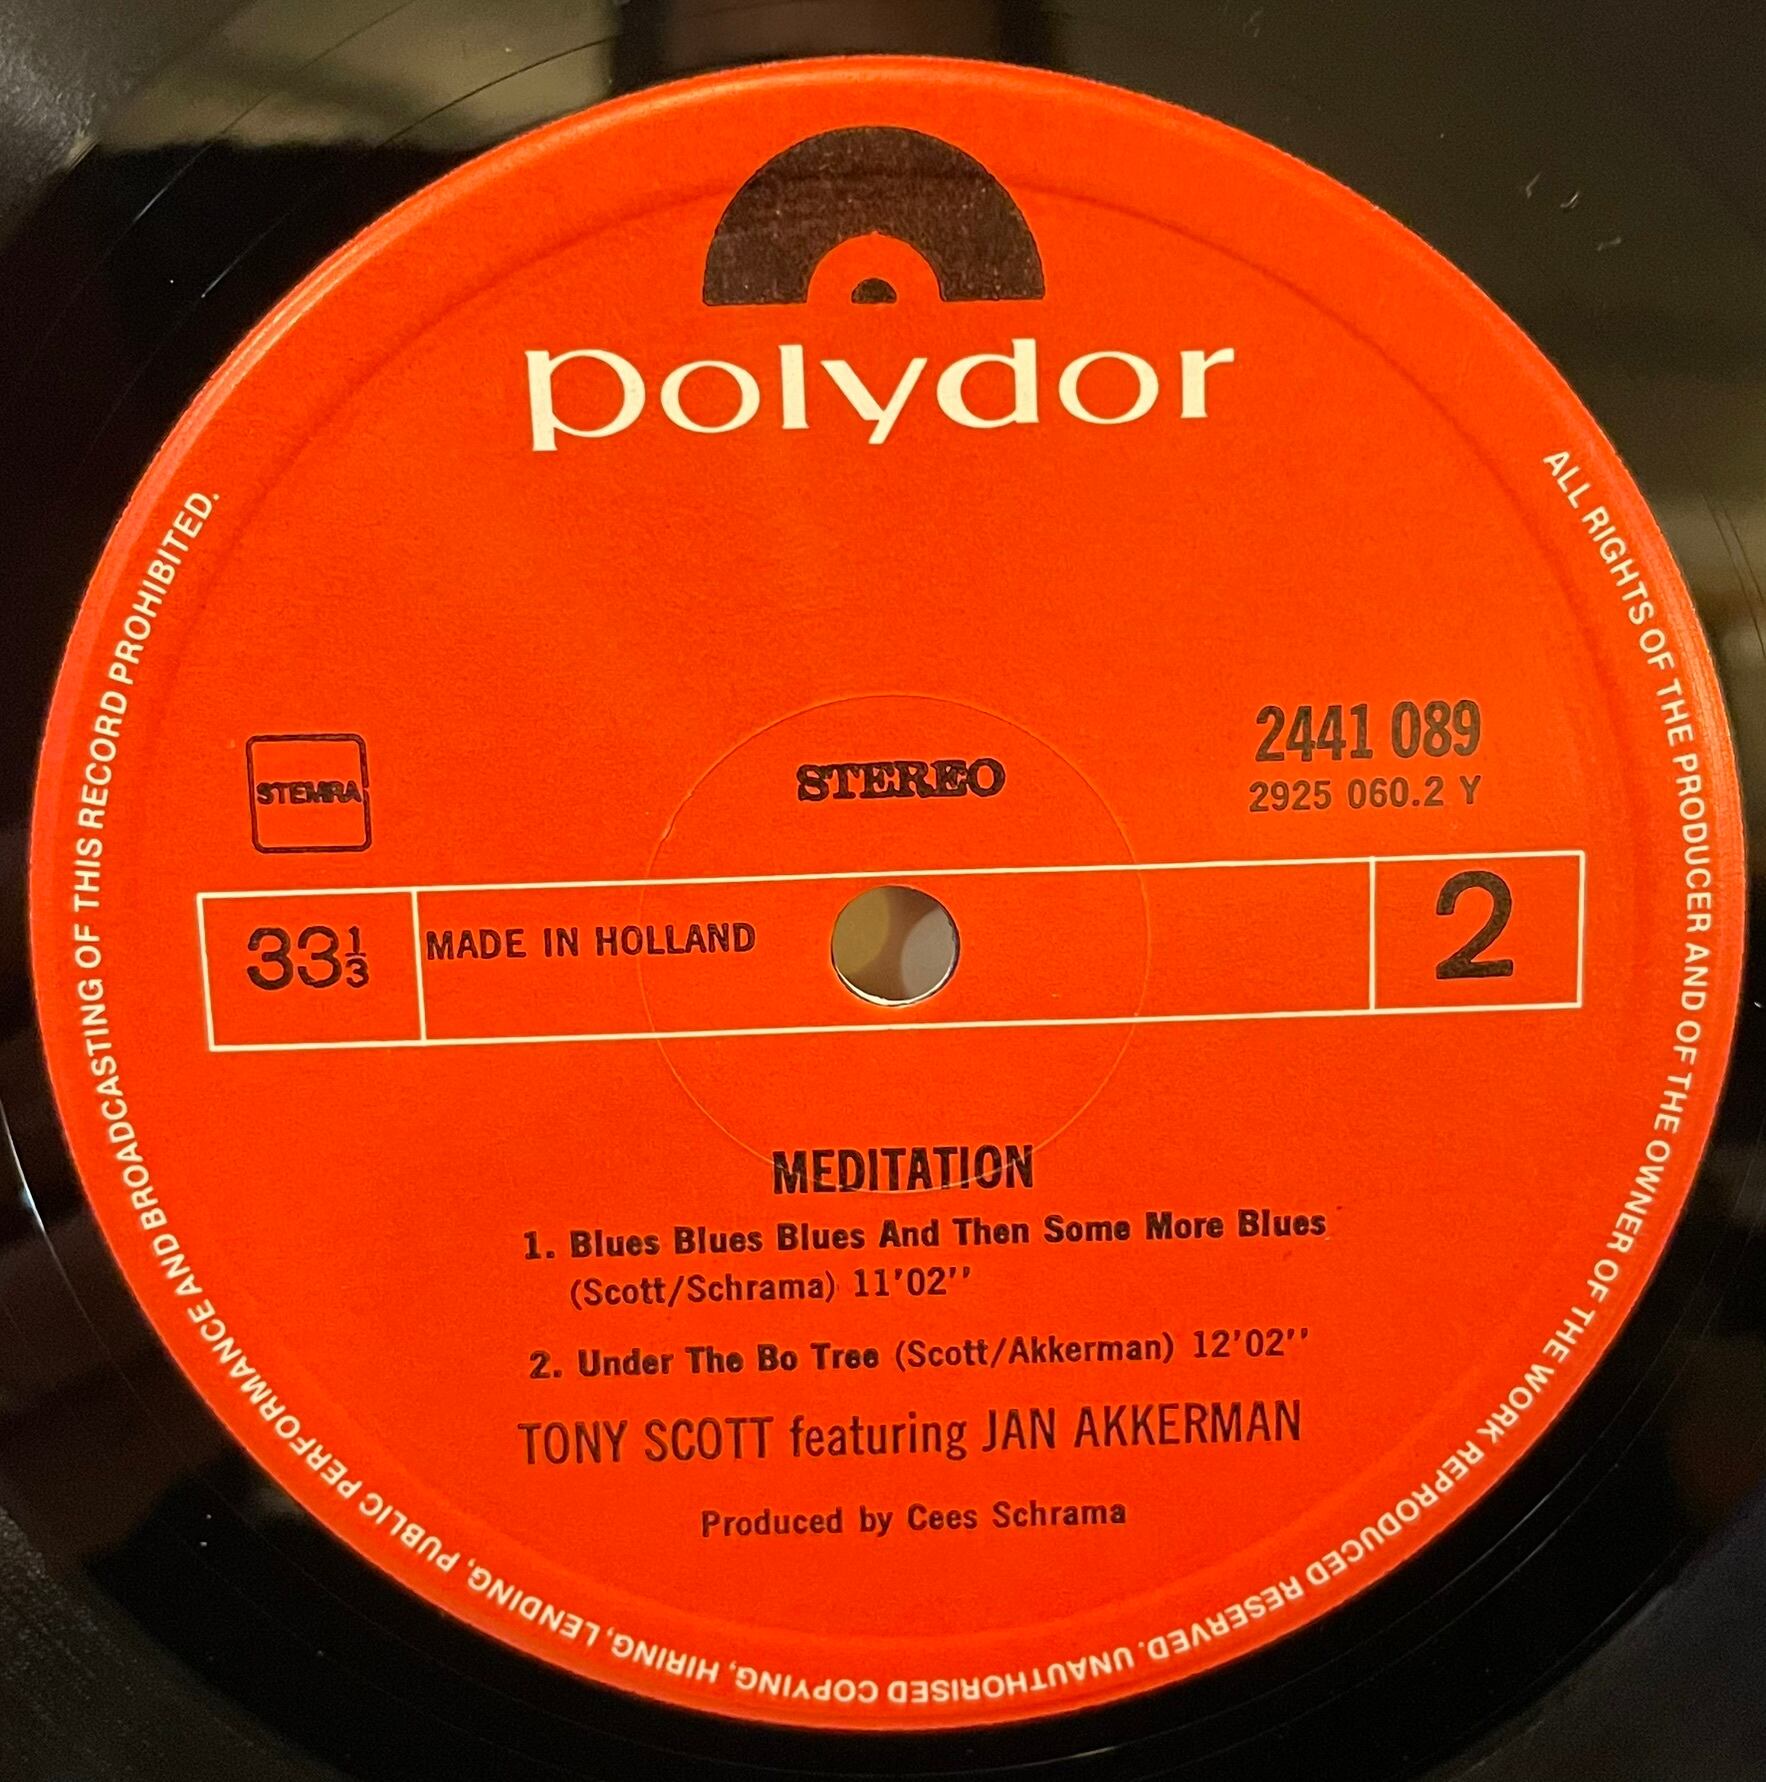 polydor
STEMRA
STEREO
2441 089
2925 060.2 Y
33 1/3
MADE IN HOLLAND
2
MEDITATION
1. Blues Blues Blues And Then Some More Blues
(Scott/Schrama) 11'02''
2. Under The Bo Tree (Scott/Akkerman) 12'02''
TONY SCOTT featuring JAN AKKERMAN
Produced by Cees Schrama
ALL RIGHTS OF THE PRODUCER AND OF THE OWNER OF THE WORK REPRODUCED RESERVED. UNAUTHORISED COPYING, HIRING, LENDING, PUBLIC PERFORMANCE AND BROADCASTING OF THIS RECORD PROHIBITED.